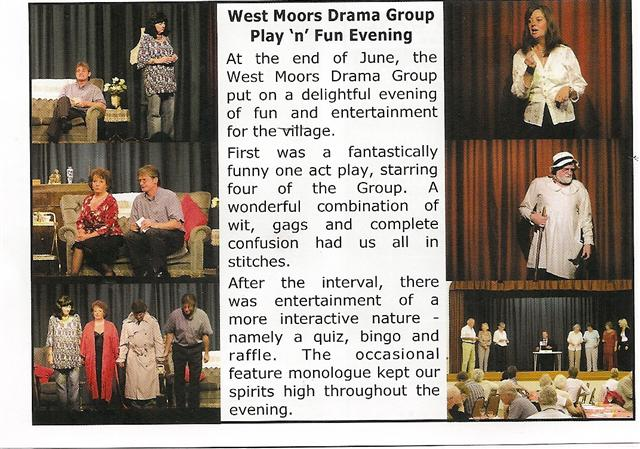 West Moors Drama Group
Play ‘n’ Fun Evening
At the end of June, the
West Moors Drama Group
put on a delightful evening
of fun and entertainment
for the village.
First was a fantastically
funny one act play, starring
four of the Group. A
wonderful combination of
wit, gags and complete
confusion had us all in
stitches.
After the interval, there
was entertainment of a
more interactive nature -
namely a quiz, bingo and
raffle. The occasional
feature monologue kept our
spirits high throughout the
evening.